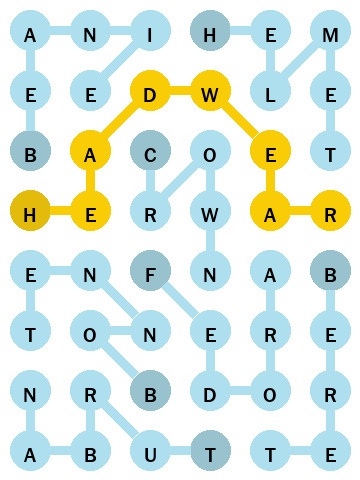 A N I H E M
E E D W L E
B A C O E T
H E R W A R
E N F N A B
T O N E R E
N R B D O R
A B U T T E